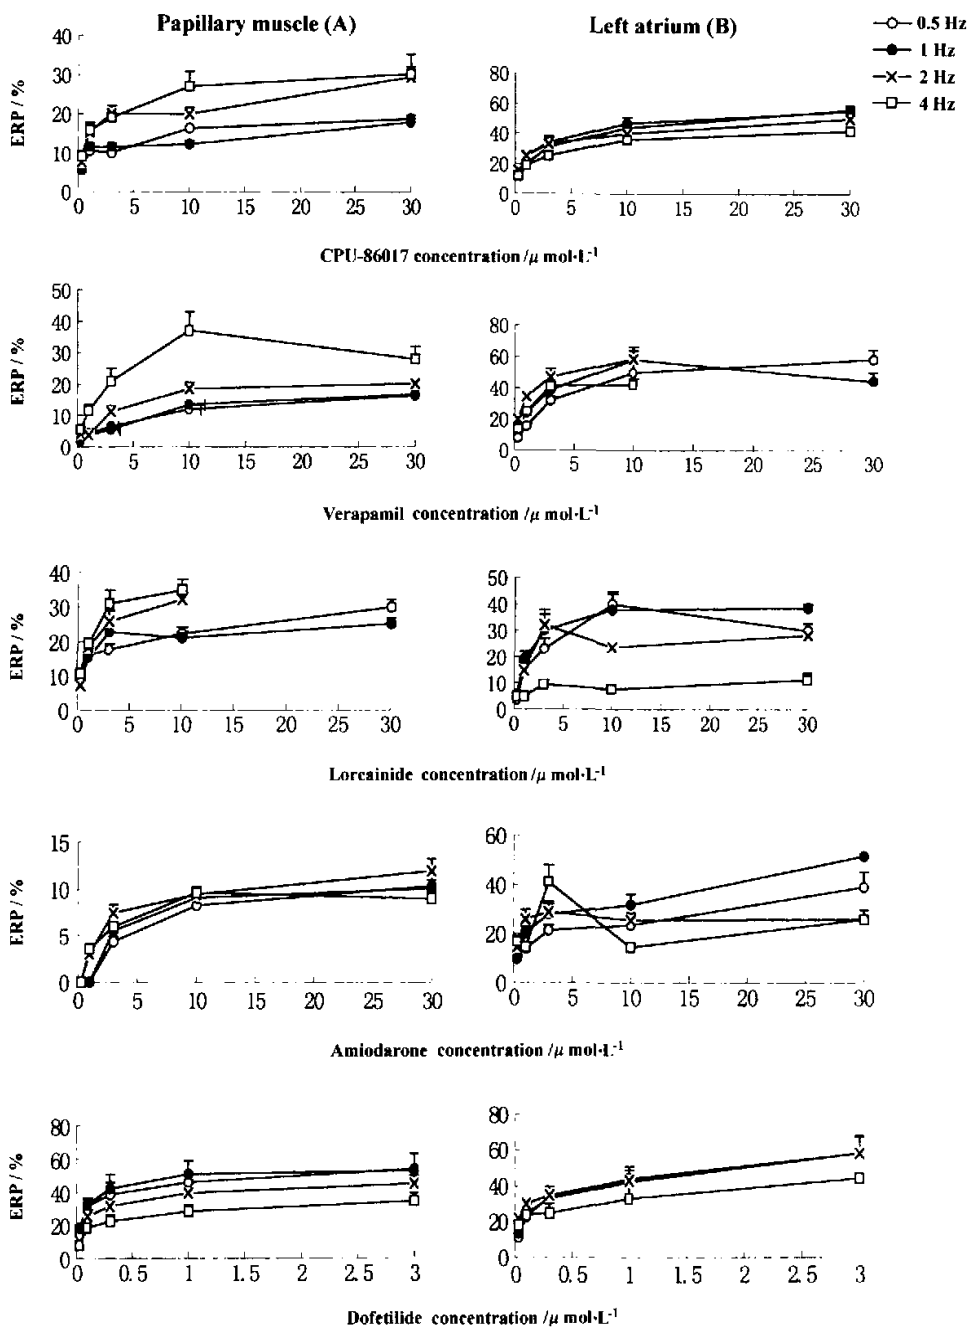 Papillary muscle (A)
Left atrium (B)
0.5 Hz
1 Hz
2 Hz
4 Hz
ERP / %
40
30
20
10
0
0 5 10 15 20 25 30
80
60
40
20
0
0 5 10 15 20 25 30
CPU-86017 concentration /μ mol·L⁻¹
ERP / %
50
40
30
20
10
0
0 5 10 15 20 25 30
80
60
40
20
0
0 5 10 15 20 25 30
Verapamil concentration /μ mol·L⁻¹
ERP / %
40
30
20
10
0
0 5 10 15 20 25 30
50
40
30
20
10
0
0 5 10 15 20 25 30
Lorcainide concentration /μ mol·L⁻¹
ERP / %
15
10
5
0
0 5 10 15 20 25 30
60
40
20
0
0 5 10 15 20 25 30
Amiodarone concentration /μ mol·L⁻¹
ERP / %
80
60
40
20
0
0 0.5 1 1.5 2 2.5 3
80
60
40
20
0
0 0.5 1 1.5 2 2.5 3
Dofetilide concentration /μ mol·L⁻¹